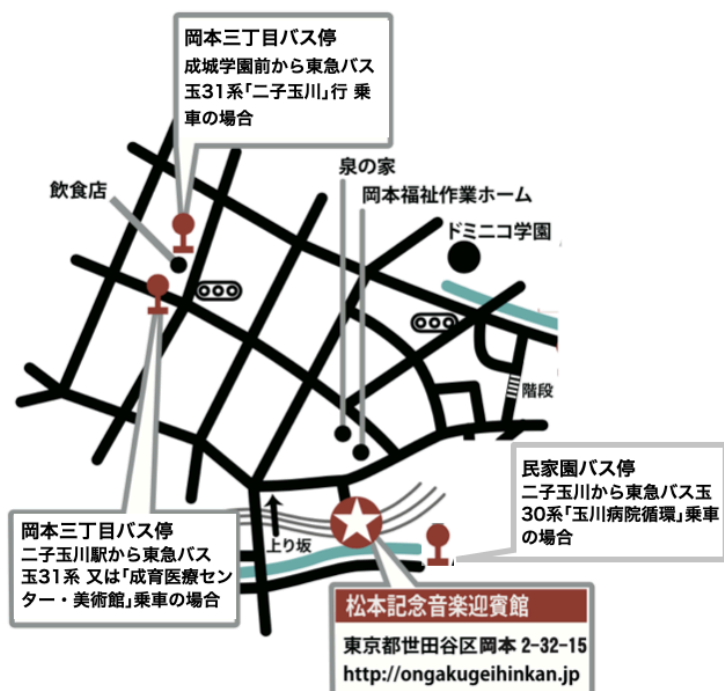 岡本三丁目バス停
成城学園前から東急バス
玉31系「二子玉川」行 乗
車の場合
泉の家
飲食店
岡本福祉作業ホーム
ドミニコ学園
階段
民家園バス停
二子玉川から東急バス玉
30系「玉川病院循環」乗車
の場合
岡本三丁目バス停
二子玉川駅から東急バス
玉31系 又は「成育医療セン
ター・美術館」乗車の場合
上り坂
松本記念音楽迎賓館
東京都世田谷区岡本 2-32-15
http://ongakugeihinkan.jp